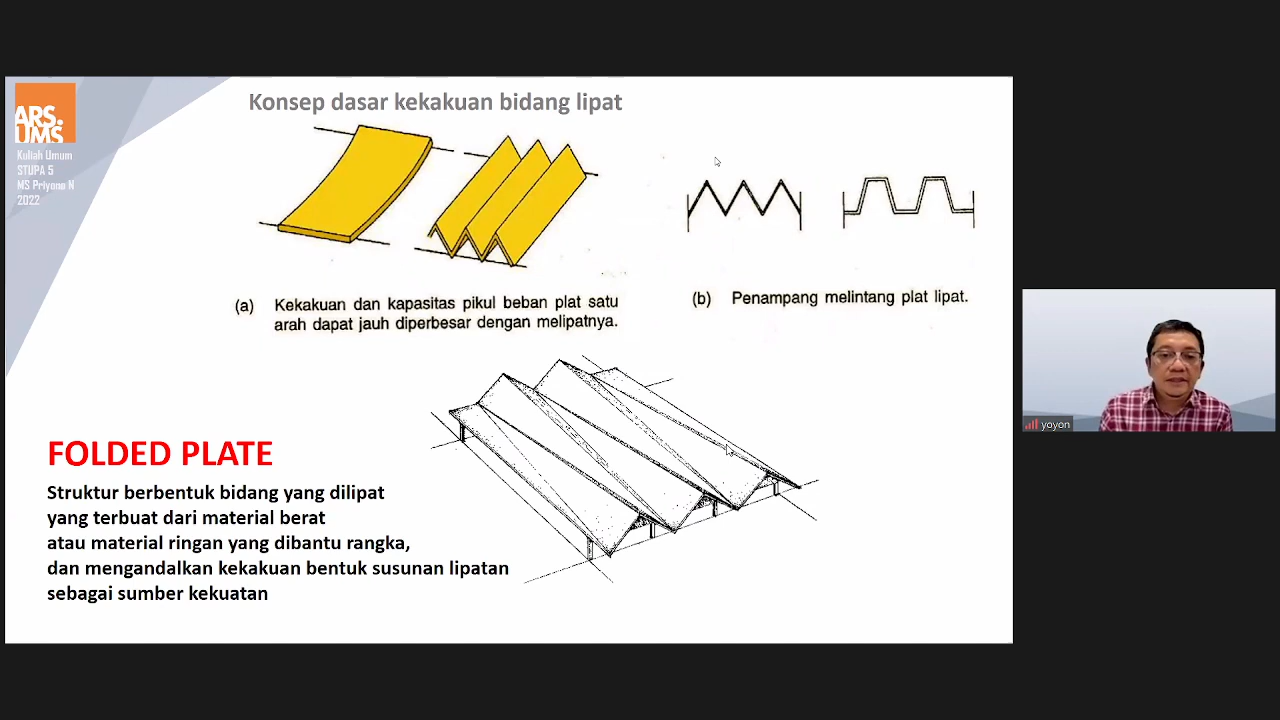 ARS.
UMS
Kuliah Umum
STUPA 5
MS Priyono N
2022
Konsep dasar kekakuan bidang lipat
(a) Kekakuan dan kapasitas pikul beban plat satu
arah dapat jauh diperbesar dengan melipatnya.
(b) Penampang melintang plat lipat.
FOLDED PLATE
Struktur berbentuk bidang yang dilipat
yang terbuat dari material berat
atau material ringan yang dibantu rangka,
dan mengandalkan kekakuan bentuk susunan lipatan
sebagai sumber kekuatan
yoyon